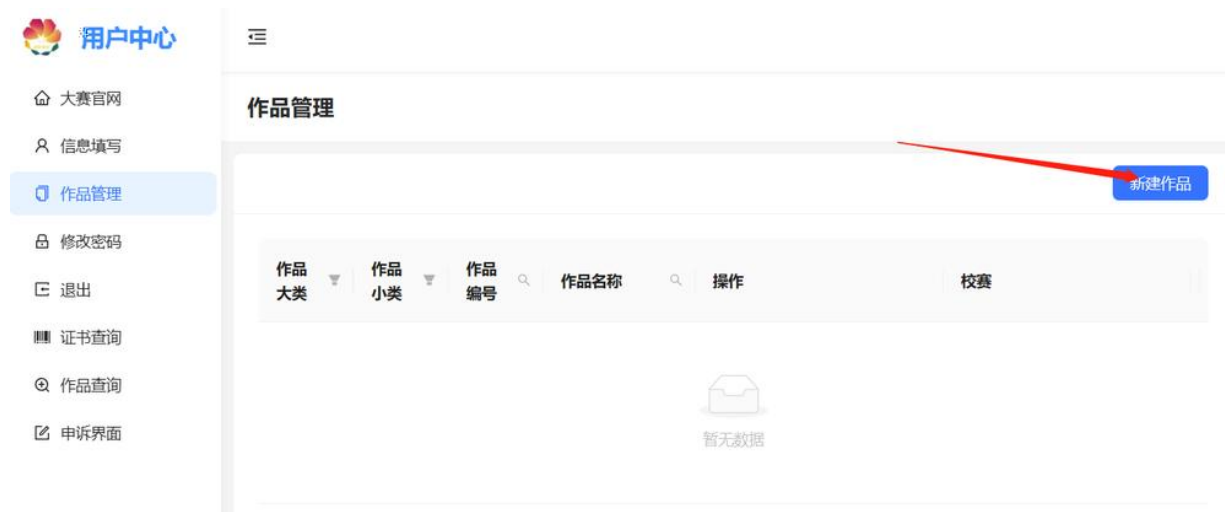 用户中心
大赛官网
信息填写
作品管理
修改密码
退出
证书查询
作品查询
申诉界面
作品管理
新建作品
作品大类
作品小类
作品编号
作品名称
操作
校赛
暂无数据